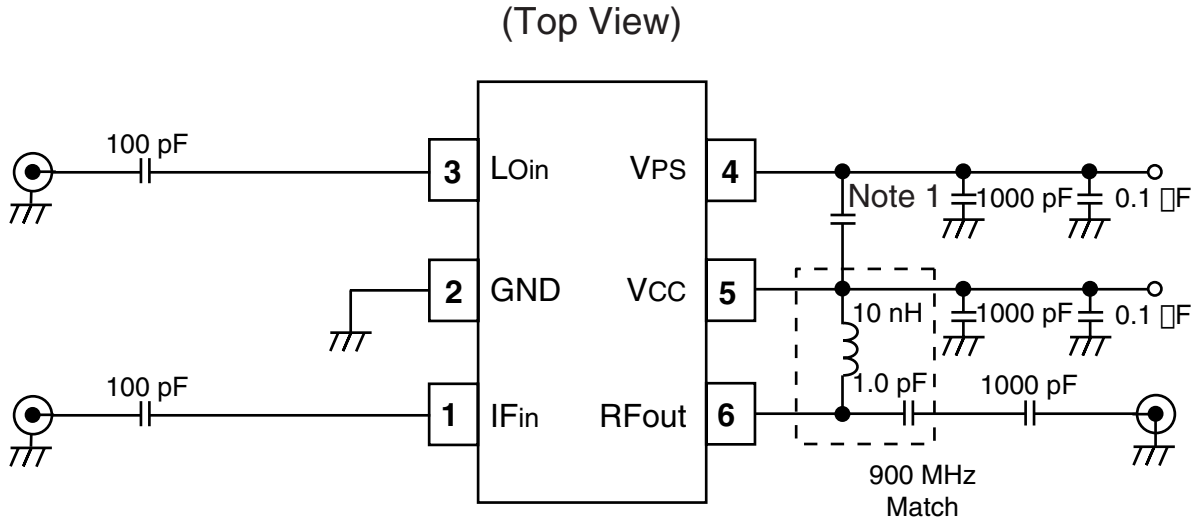 (Top View)
100 pF
3 LOin
VPS 4
Note 1
1000 pF
0.1 □F
2 GND
VCC 5
10 nH
1000 pF
0.1 □F
100 pF
1 IFin
RFout 6
1.0 pF
1000 pF
900 MHz
Match